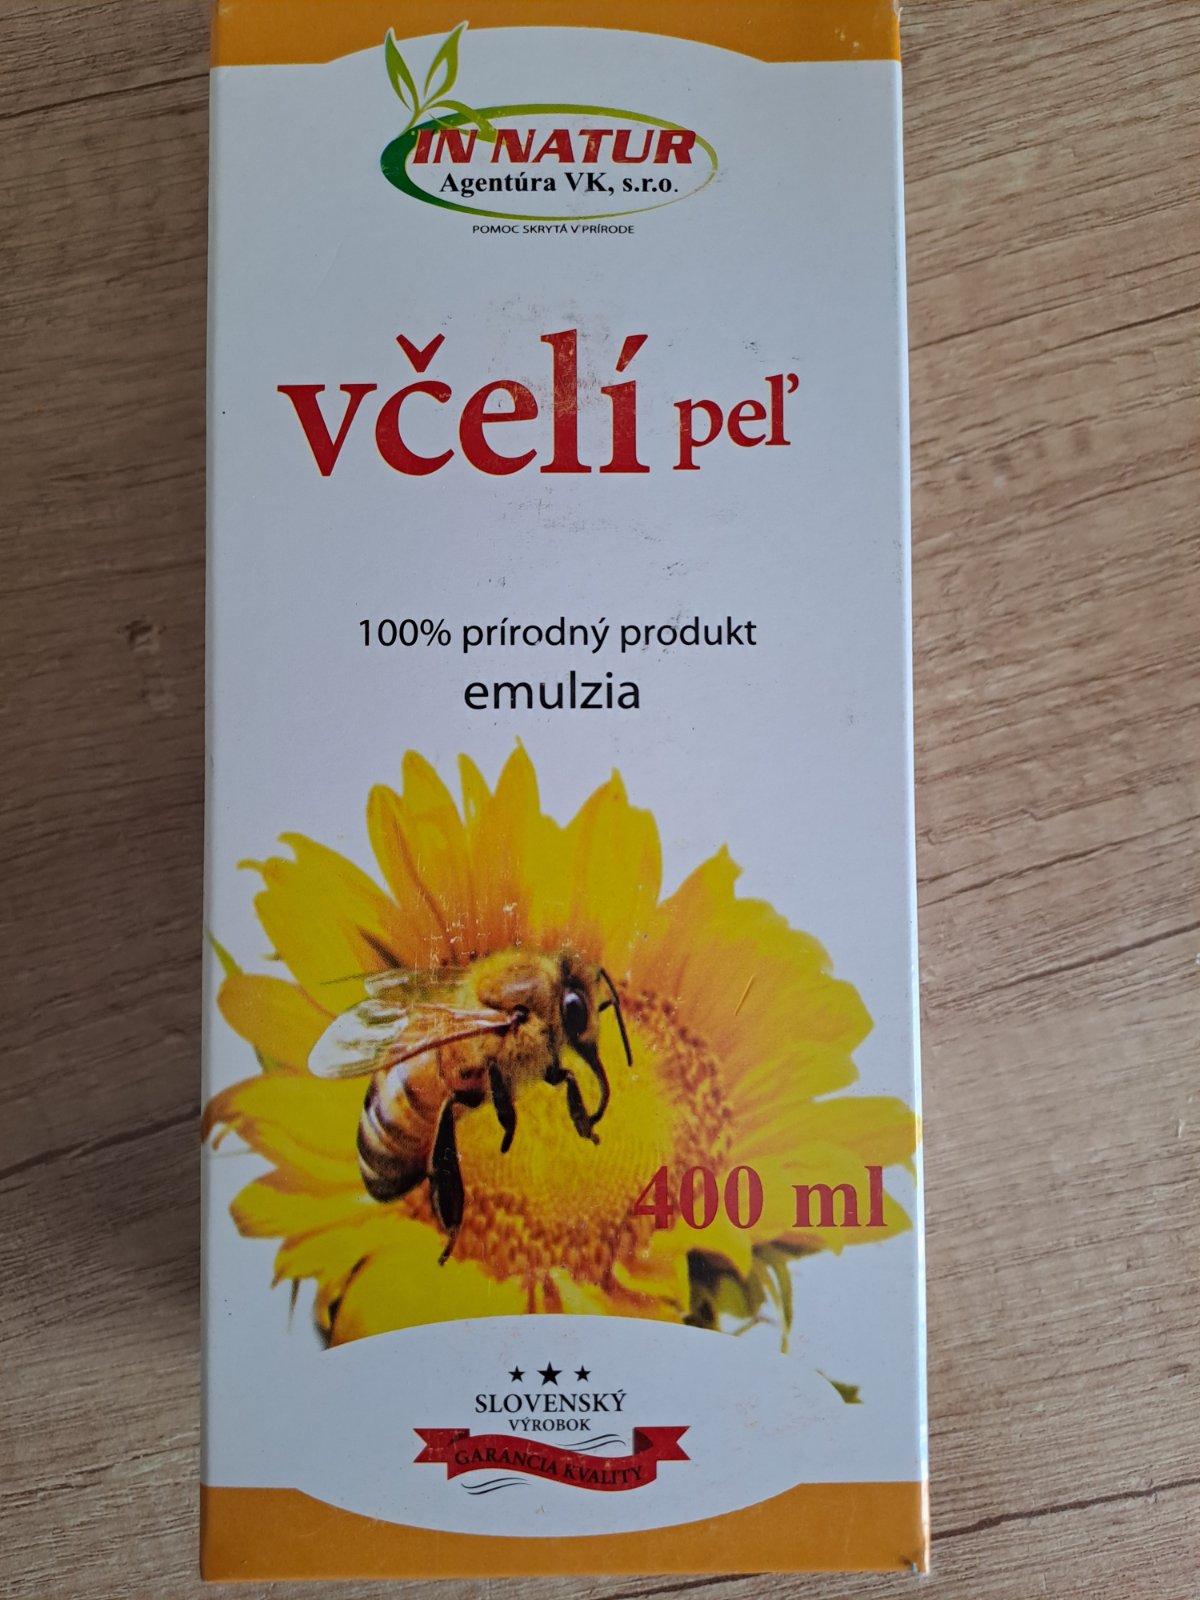 IN NATUR
Agentúra VK, s.r.o.
POMOC SKRYTÁ V PRÍRODE
včelí peľ
100% prírodný produkt
emulzia
400 ml
SLOVENSKÝ
VÝROBOK
GARANCIA KVALITY